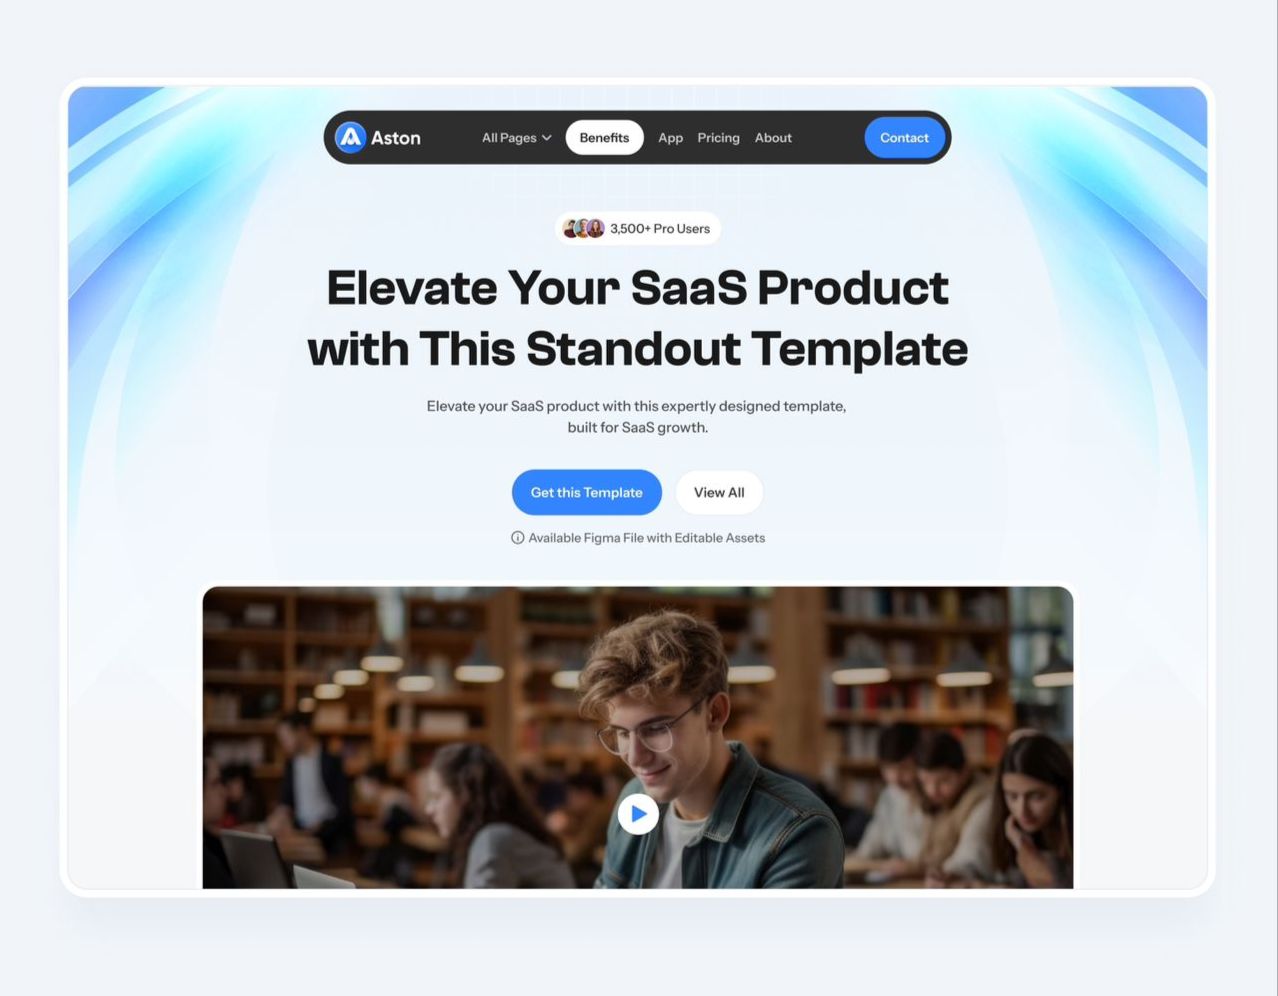 Aston
All Pages
Benefits
App
Pricing
About
Contact
3,500+ Pro Users
Elevate Your SaaS Product
with This Standout Template
Elevate your SaaS product with this expertly designed template,
built for SaaS growth.
Get this Template
View All
Available Figma File with Editable Assets